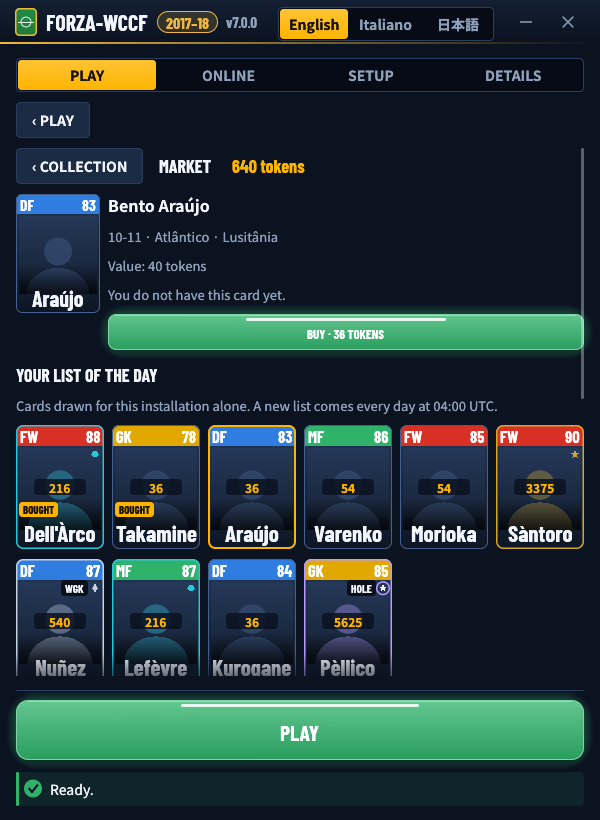 FORZA-WCCF 2017-18 v7.0.0 English Italiano 日本語
PLAY ONLINE SETUP DETAILS
‹ PLAY
‹ COLLECTION MARKET 640 tokens
DF 83 Araújo
Bento Araújo
10-11 · Atlântico · Lusitânia
Value: 40 tokens
You do not have this card yet.
BUY · 36 TOKENS
YOUR LIST OF THE DAY
Cards drawn for this installation alone. A new list comes every day at 04:00 UTC.
FW 88 216 BOUGHT Dell'Àrco
GK 78 36 BOUGHT Takamine
DF 83 36 Araújo
MF 86 54 Varenko
FW 85 54 Morioka
FW 90 3375 Sàntoro
DF 87 WGK 540 Nuñez
MF 87 216 Lefèvre
DF 84 36 Kurogane
GK 85 HOLE 5625 Pèllico
PLAY
Ready.